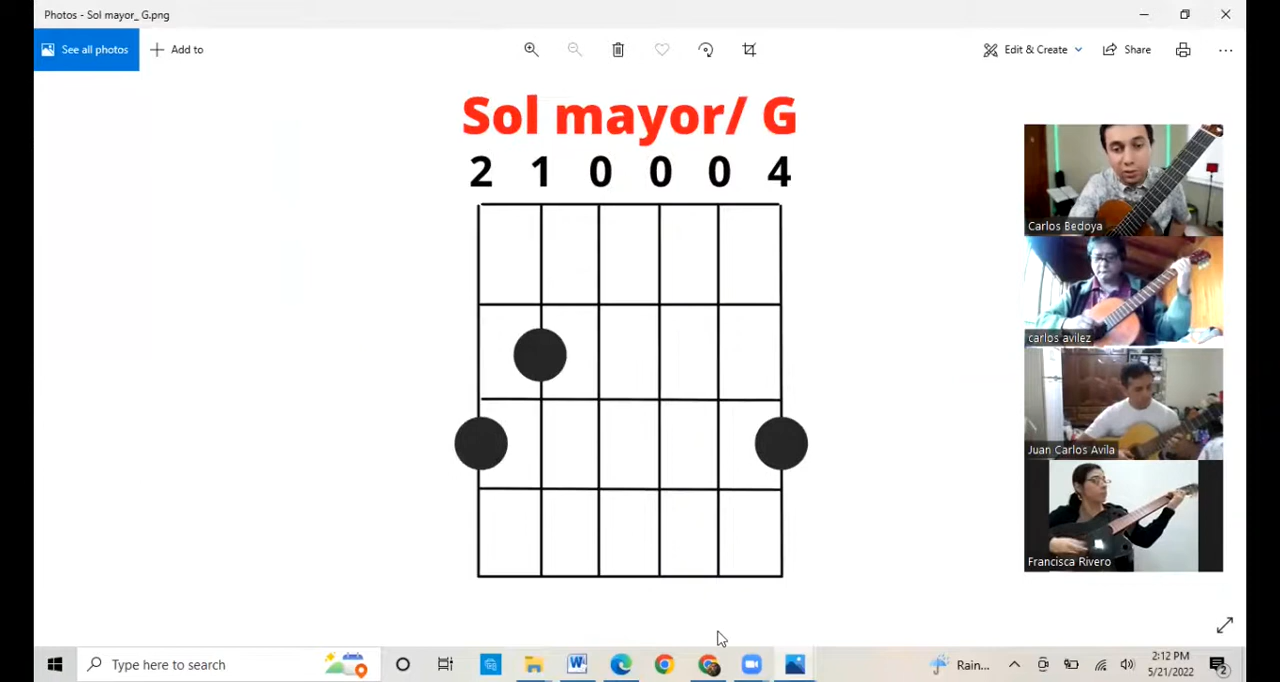 Photos - Sol mayor_ G.png
See all photos
Add to
Edit & Create
Share
Sol mayor/ G
2 1 0 0 0 4
Carlos Bedoya
carlos avilez
Juan Carlos Avila
Francisca Rivero
Type here to search
Rain...
2:12 PM
5/21/2022
2